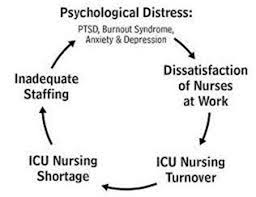 Psychological Distress:
PTSD, Burnout Syndrome,
Anxiety & Depression
Dissatisfaction
of Nurses
at Work
ICU Nursing
Turnover
ICU Nursing
Shortage
Inadequate
Staffing